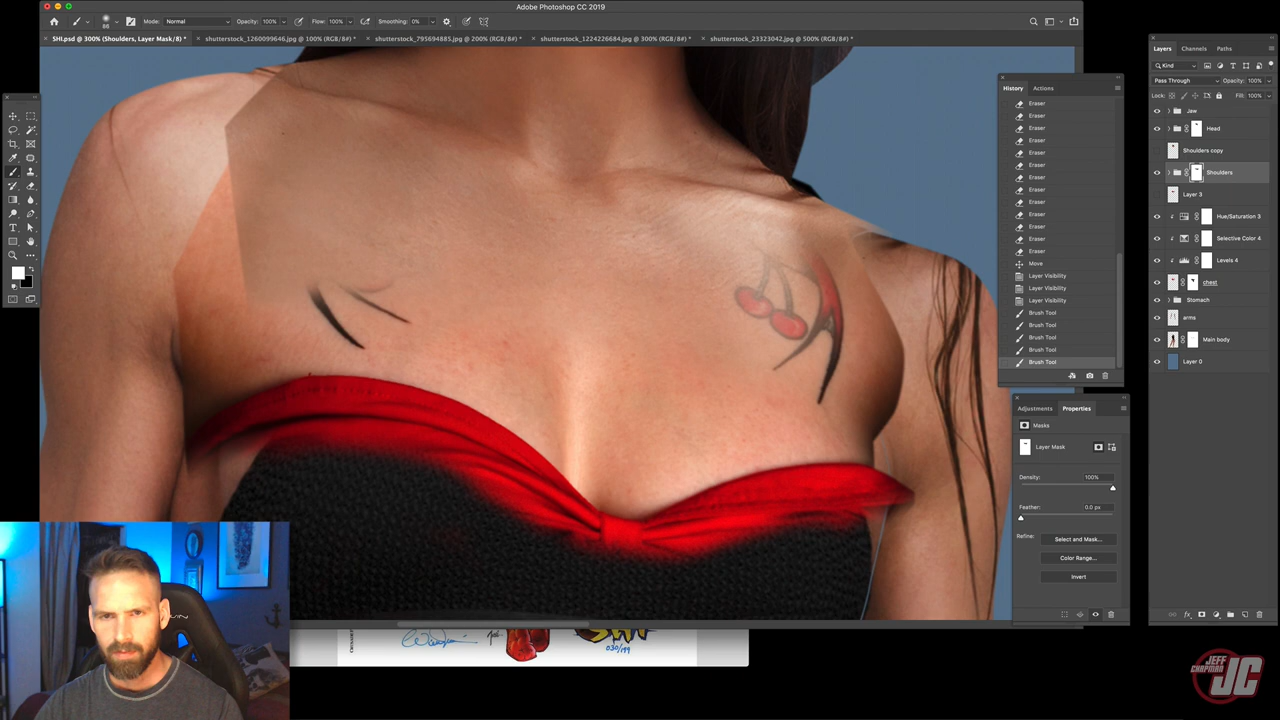 Adobe Photoshop CC 2019
66
Mode: Normal
Opacity: 100%
Flow: 100%
Smoothing: 0%
SHI.psd @ 300% (Shoulders, Layer Mask/8) *
shutterstock_1260099646.jpg @ 100% (RGB/8#) *
shutterstock_795694885.jpg @ 200% (RGB/8#) *
shutterstock_1224226684.jpg @ 300% (RGB/8#) *
shutterstock_23323042.jpg @ 500% (RGB/8#) *
History
Actions
Eraser
Eraser
Eraser
Eraser
Eraser
Eraser
Eraser
Eraser
Eraser
Eraser
Eraser
Eraser
Eraser
Move
Layer Visibility
Layer Visibility
Layer Visibility
Brush Tool
Brush Tool
Brush Tool
Brush Tool
Brush Tool
Adjustments
Properties
Masks
Layer Mask
Density: 100%
Feather: 0.0 px
Refine:
Select and Mask...
Color Range...
Invert
Layers
Channels
Paths
Kind
Pass Through
Opacity: 100%
Lock:
Fill: 100%
Jaw
Head
Shoulders copy
Shoulders
Layer 3
Hue/Saturation 3
Selective Color 4
Levels 4
chest
Stomach
arms
Main body
Layer 0
030/199
JEFF
CHAPMAN
JC